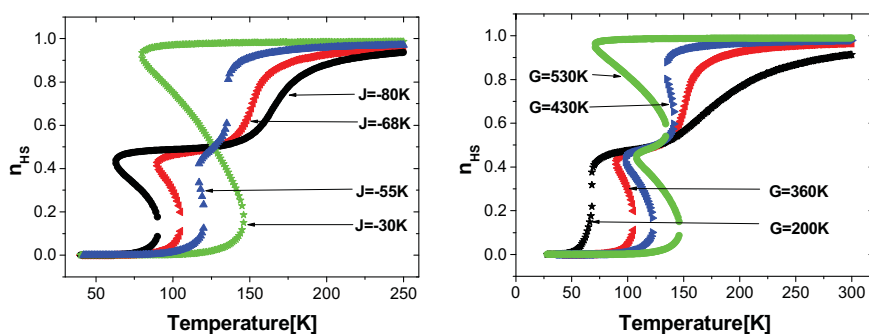 1.0
0.8
0.6
0.4
0.2
0.0
n_HS
50 100 150 200 250
Temperature[K]
J=-80K
J=-68K
J=-55K
J=-30K
1.0
0.8
0.6
0.4
0.2
0.0
n_HS
0 50 100 150 200 250 300
Temperature[K]
G=530K
G=430K
G=360K
G=200K